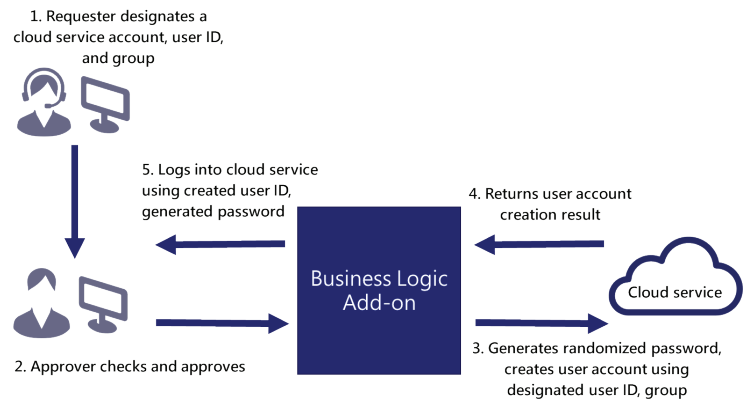 1. Requester designates a
cloud service account, user ID,
and group
5. Logs into cloud service
using created user ID,
generated password
4. Returns user account
creation result
Business Logic
Add-on
Cloud service
2. Approver checks and approves
3. Generates randomized password,
creates user account using
designated user ID, group